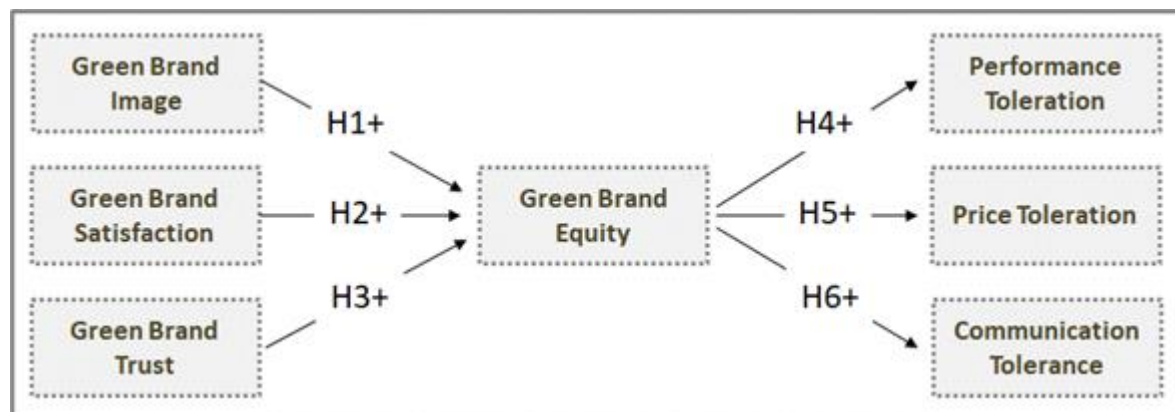 Green Brand
Image
H1+
Green Brand
Satisfaction
H2+
Green Brand
Trust
H3+
Green Brand
Equity
H4+
Performance
Toleration
H5+
Price Toleration
H6+
Communication
Tolerance